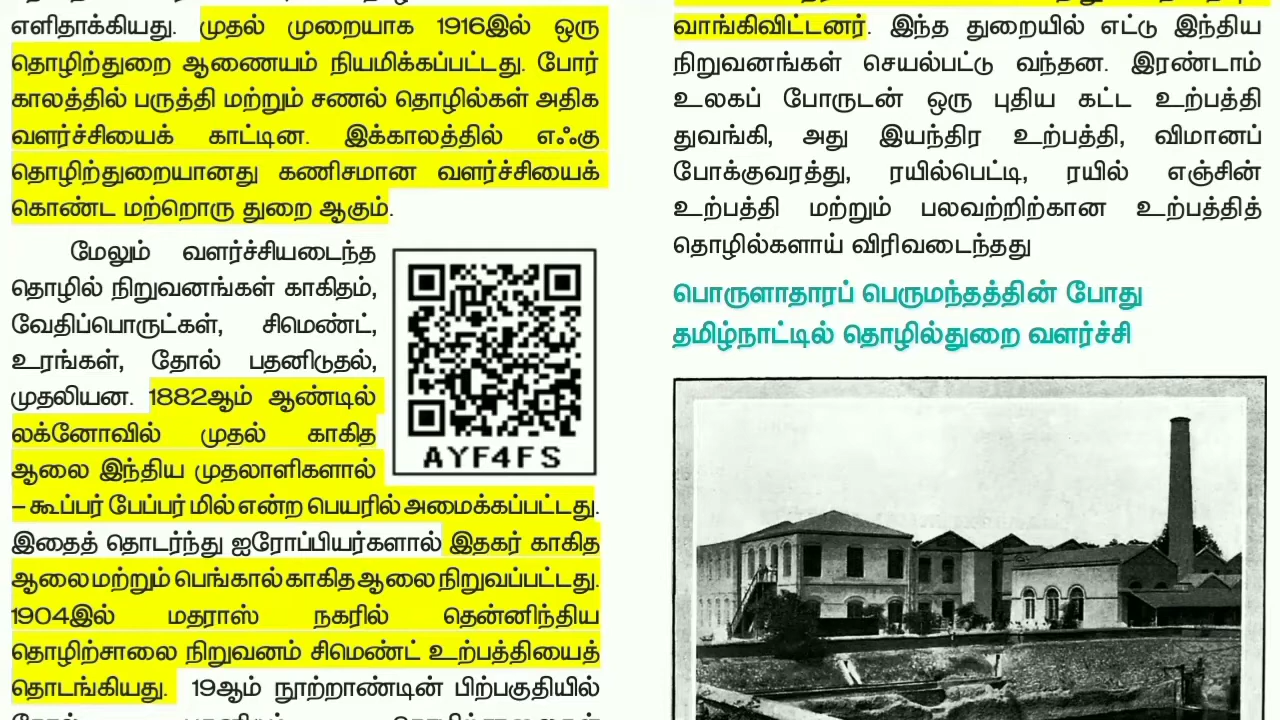 எளிதாக்கியது. முதல் முறையாக 1916இல் ஒரு
தொழிற்துறை ஆணையம் நியமிக்கப்பட்டது. போர்
காலத்தில் பருத்தி மற்றும் சணல் தொழில்கள் அதிக
வளர்ச்சியைக் காட்டின. இக்காலத்தில் எஃகு
தொழிற்துறையானது கணிசமான வளர்ச்சியைக்
கொண்ட மற்றொரு துறை ஆகும்.
மேலும் வளர்ச்சியடைந்த
தொழில் நிறுவனங்கள் காகிதம்,
வேதிப்பொருட்கள், சிமெண்ட்,
உரங்கள், தோல் பதனிடுதல்,
முதலியன. 1882ஆம் ஆண்டில்
லக்னோவில் முதல் காகித
ஆலை இந்திய முதலாளிகளால்
– கூப்பர் பேப்பர் மில் என்ற பெயரில் அமைக்கப்பட்டது.
இதைத் தொடர்ந்து ஐரோப்பியர்களால் இதகர் காகித
ஆலை மற்றும் பெங்கால் காகித ஆலை நிறுவப்பட்டது.
1904இல் மதராஸ் நகரில் தென்னிந்திய
தொழிற்சாலை நிறுவனம் சிமெண்ட் உற்பத்தியைத்
தொடங்கியது. 19ஆம் நூற்றாண்டின் பிற்பகுதியில்
AYF4FS
வாங்கிவிட்டனர். இந்த துறையில் எட்டு இந்திய
நிறுவனங்கள் செயல்பட்டு வந்தன. இரண்டாம்
உலகப் போருடன் ஒரு புதிய கட்ட உற்பத்தி
துவங்கி, அது இயந்திர உற்பத்தி, விமானப்
போக்குவரத்து, ரயில்பெட்டி, ரயில் எஞ்சின்
உற்பத்தி மற்றும் பலவற்றிற்கான உற்பத்தித்
தொழில்களாய் விரிவடைந்தது
பொருளாதாரப் பெருமந்தத்தின் போது
தமிழ்நாட்டில் தொழில்துறை வளர்ச்சி